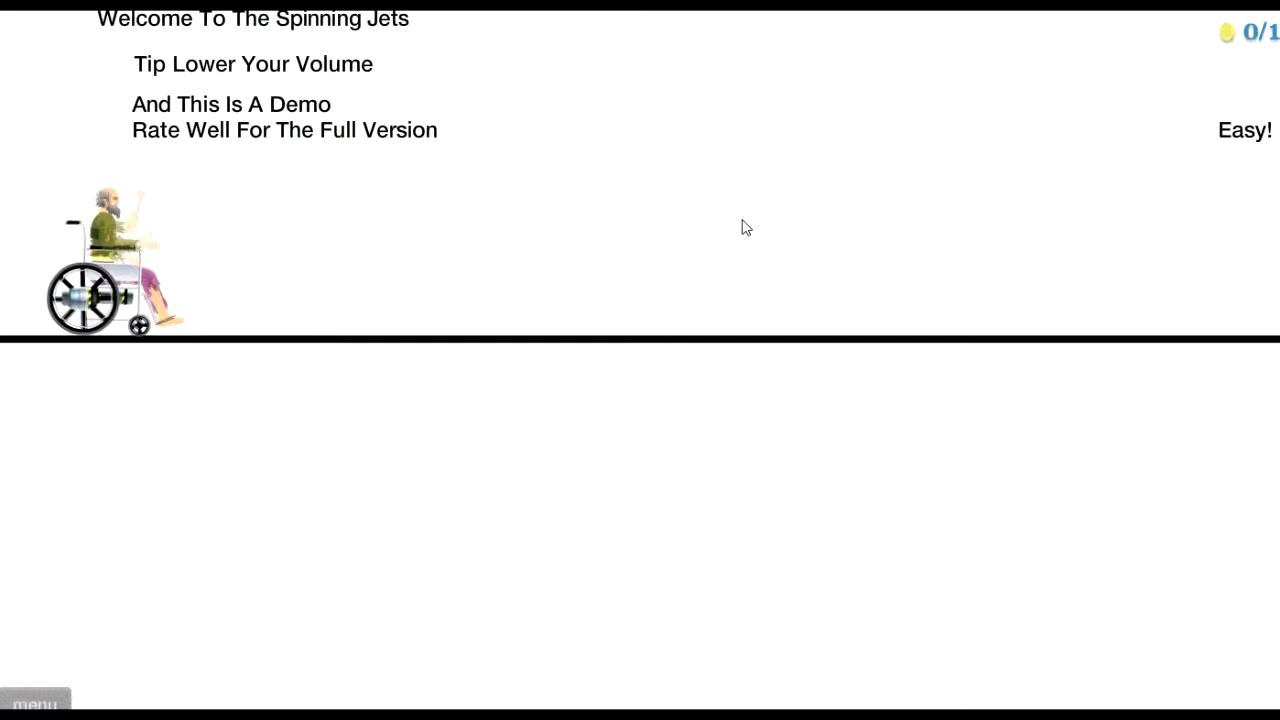 Welcome To The Spinning Jets
0/1
Tip Lower Your Volume
And This Is A Demo
Rate Well For The Full Version
Easy!
menu